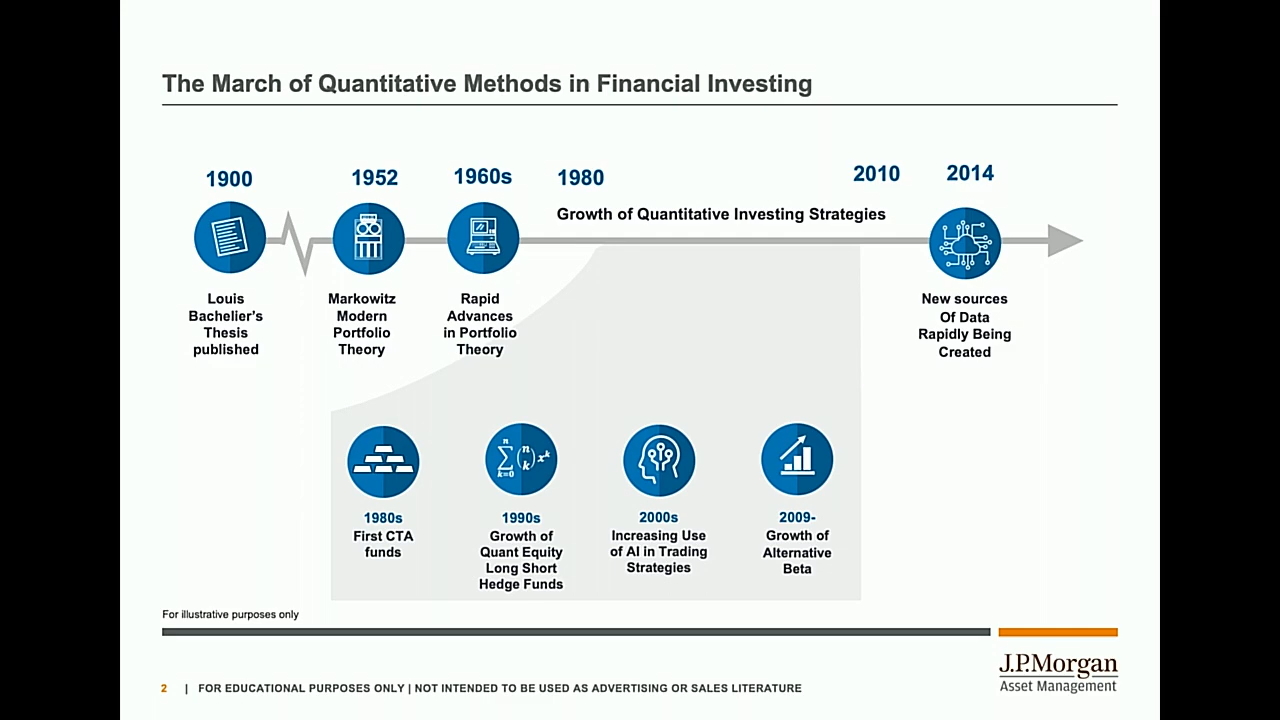 The March of Quantitative Methods in Financial Investing
1900
1952
1960s
1980
2010
2014
Growth of Quantitative Investing Strategies
Louis
Bachelier's
Thesis
published
Markowitz
Modern
Portfolio
Theory
Rapid
Advances
in Portfolio
Theory
New sources
Of Data
Rapidly Being
Created
n
∑
k=0
(n
k)
xᵏ
1980s
First CTA
funds
1990s
Growth of
Quant Equity
Long Short
Hedge Funds
2000s
Increasing Use
of AI in Trading
Strategies
2009-
Growth of
Alternative
Beta
For illustrative purposes only
J.P.Morgan
Asset Management
2 | FOR EDUCATIONAL PURPOSES ONLY | NOT INTENDED TO BE USED AS ADVERTISING OR SALES LITERATURE